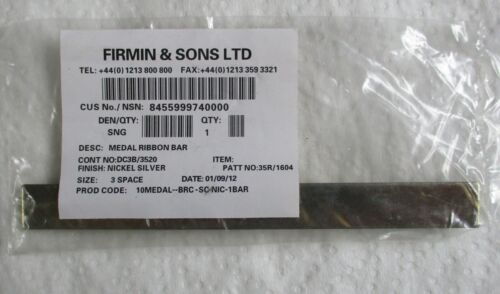 FIRMIN & SONS LTD
TEL: +44(0) 1213 800 800 FAX:+44(0)1213 359 3321
CUS No./ NSN: 8455999740000
DEN/QTY: QTY:
SNG 1
DESC: MEDAL RIBBON BAR
CONT NO:DC3B/3520 ITEM:
FINISH: NICKEL SILVER PATT NO:35R/1604
SIZE: 3 SPACE DATE: 01/09/12
PROD CODE: 10MEDAL--BRC -SC-NIC-1BAR